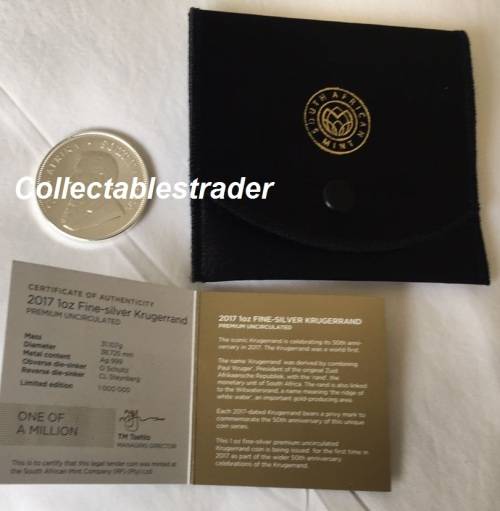 SOUTH AFRICAN
MINT
Collectablestrader
CERTIFICATE OF AUTHENTICITY
2017 1oz Fine-silver Krugerrand
PREMIUM UNCIRCULATED
Mass 31.107g
Diameter 38,725 mm
Metal content Ag 999
Obverse die-sinker O Schultz
Reverse die-sinker CL Steynberg
Limited edition 1 000 000
ONE OF
A MILLION
TM Tsehlo
MANAGING DIRECTOR
This is to certify that this legal tender coin was minted at
the South African Mint Company (RF) (Pty) Ltd
2017 1oz FINE-SILVER KRUGERRAND
PREMIUM UNCIRCULATED
The iconic Krugerrand is celebrating its 50th anni-
versary in 2017. The Krugerrand was a world first.
The name 'Krugerrand' was derived by combining
'Paul Kruger', President of the original Zuid
Afrikaansche Republiek, with the 'rand', the
monetary unit of South Africa. The rand is also linked
to the Witwatersrand, a name meaning 'the ridge of
white water', an important gold-producing area.
Each 2017-dated Krugerrand bears a privy mark to
commemorate the 50th anniversary of this unique
coin series.
This 1 oz fine-silver premium uncirculated
Krugerrand coin is being issued for the first time in
2017 as part of the wider 50th anniversary
celebrations of the Krugerrand.